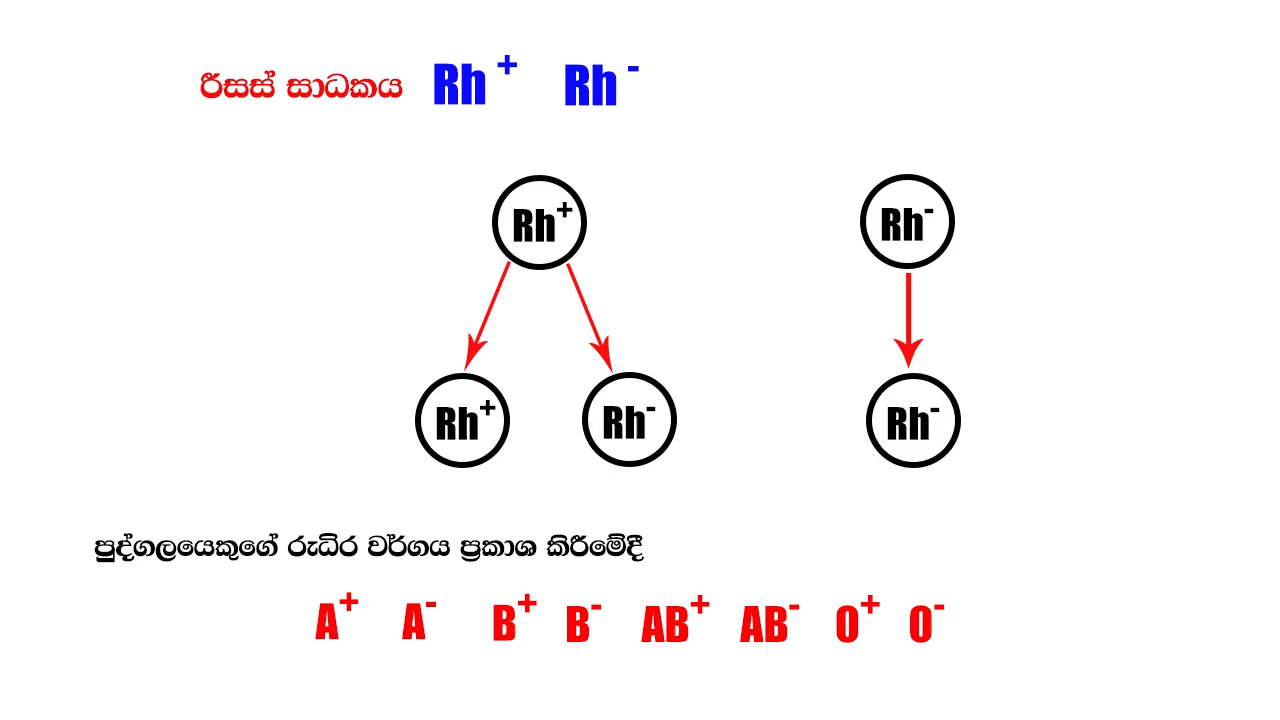 රීසස් සාධකය Rh⁺ Rh⁻
Rh⁺ Rh⁻
Rh⁺ Rh⁻ Rh⁻
පුද්ගලයෙකුගේ රුධිර වර්ගය ප්‍රකාශ කිරීමේදී
A⁺ A⁻ B⁺ B⁻ AB⁺ AB⁻ O⁺ O⁻